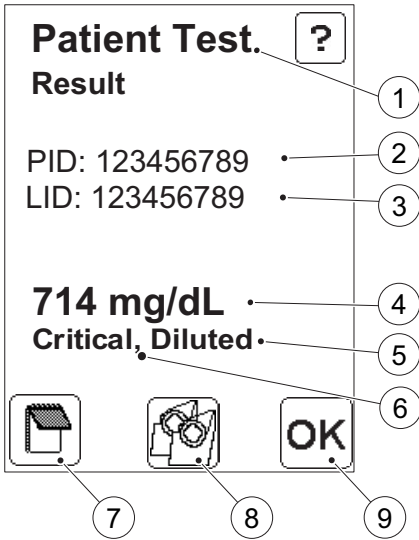 Patient Test
?
Result
1
PID: 123456789
2
LID: 123456789
3
714 mg/dL
4
Critical, Diluted
5
6
OK
7
8
9